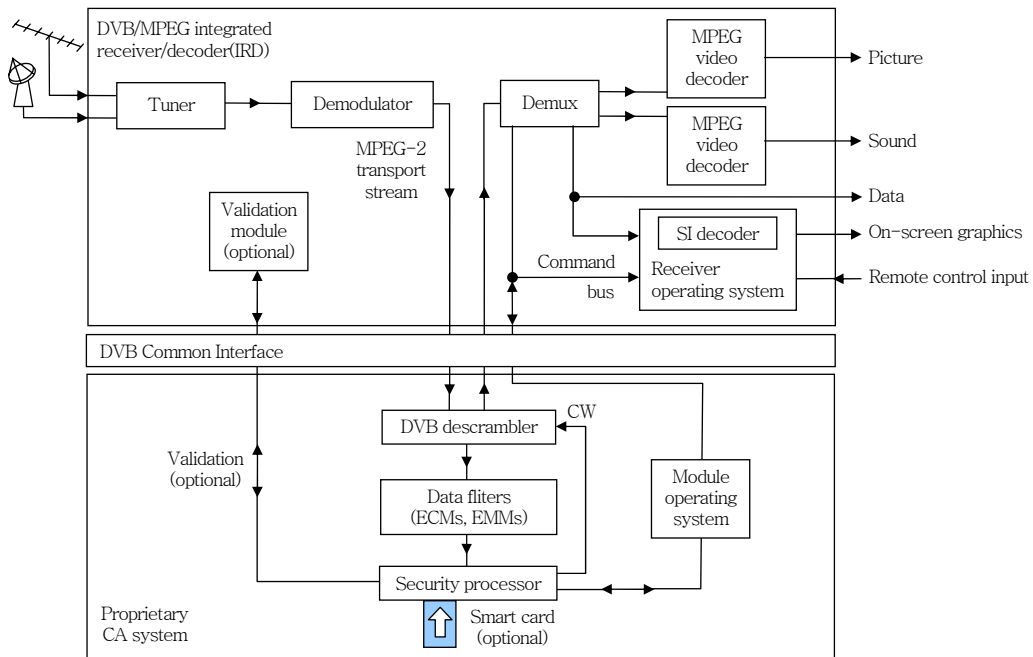 DVB/MPEG integrated
receiver/decoder(IRD)
Tuner
Demodulator
MPEG-2
transport
stream
Demux
MPEG
video
decoder
Picture
MPEG
video
decoder
Sound
Data
SI decoder
Receiver
operating system
On-screen graphics
Remote control input
Command
bus
Validation
module
(optional)
DVB Common Interface
DVB descrambler
CW
Validation
(optional)
Data fliters
(ECMs, EMMs)
Module
operating
system
Security processor
Smart card
(optional)
Proprietary
CA system